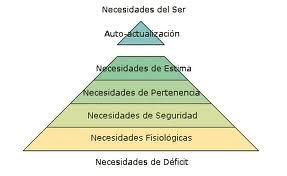 Necesidades del Ser
Auto-actualización
Necesidades de Estima
Necesidades de Pertenencia
Necesidades de Seguridad
Necesidades Fisiológicas
Necesidades de Déficit